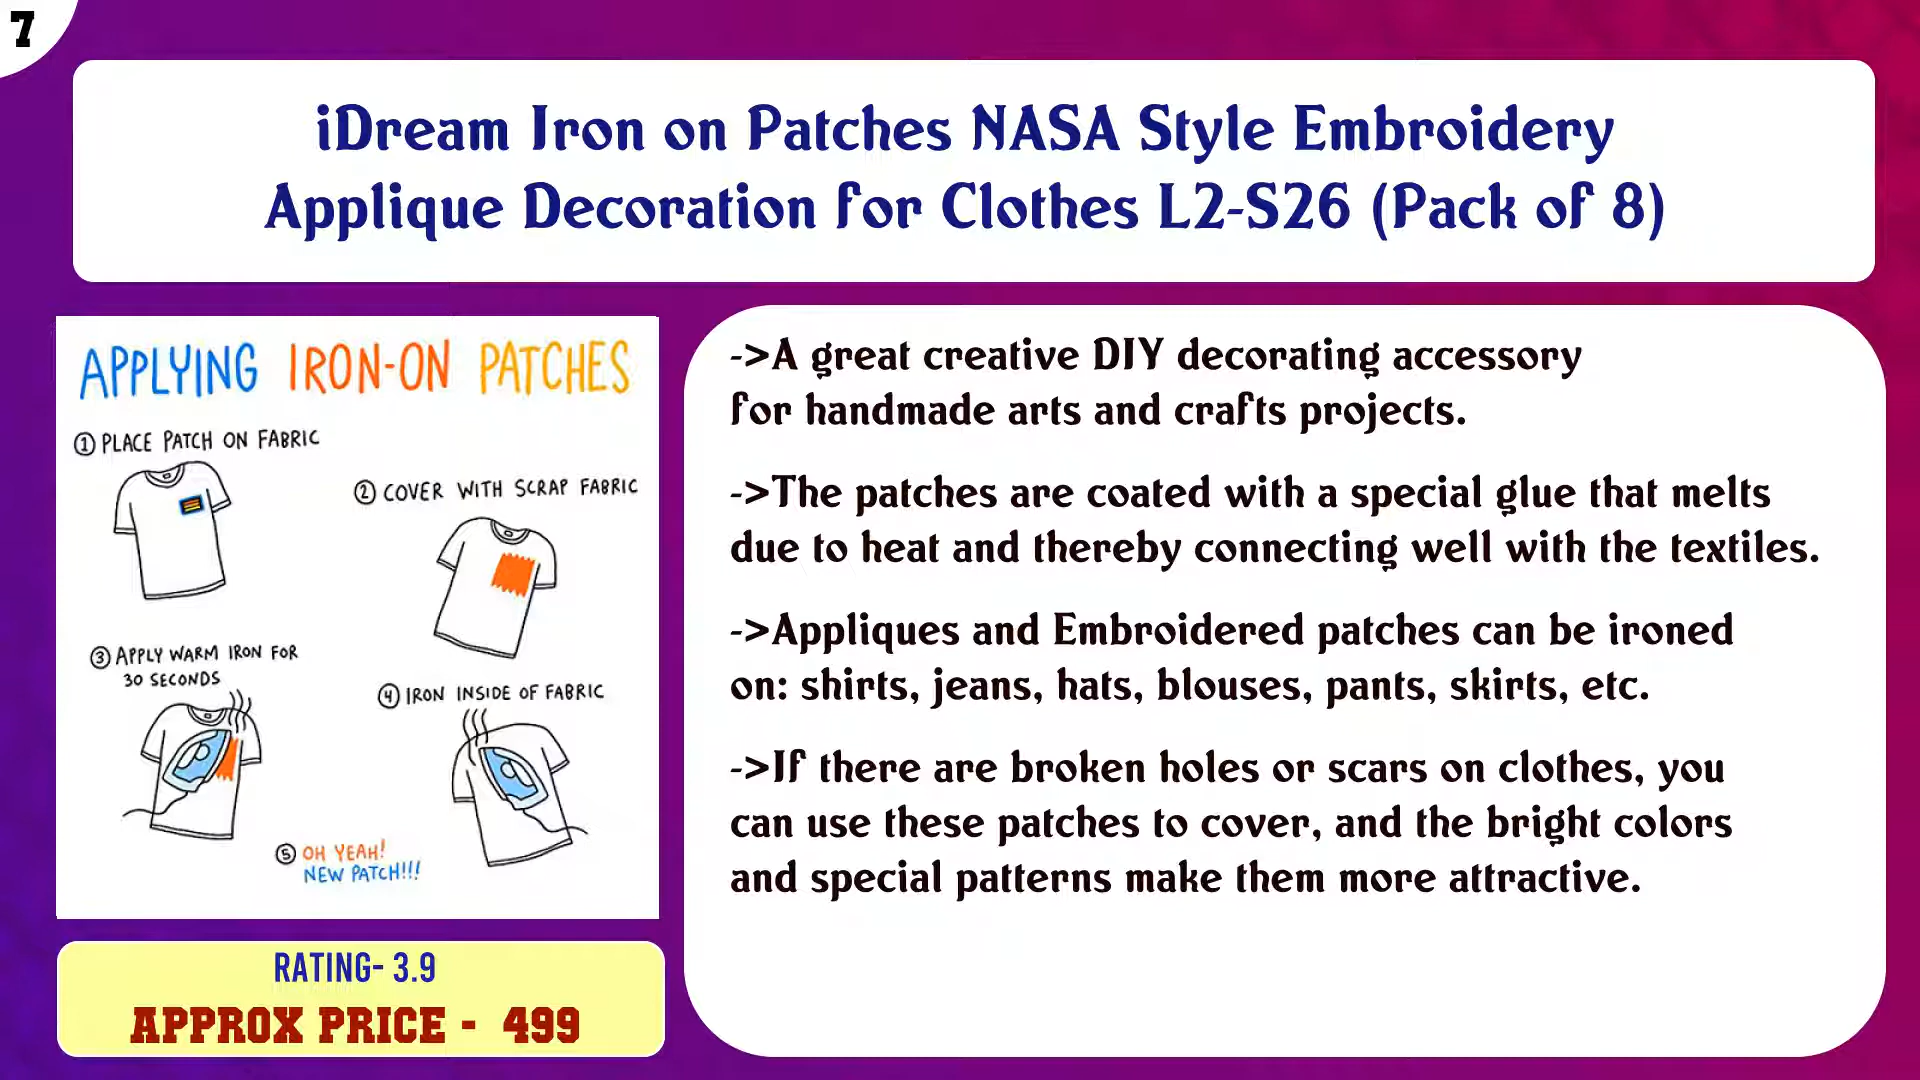 7
iDream Iron on Patches NASA Style Embroidery
Applique Decoration for Clothes L2-S26 (Pack of 8)
APPLYING IRON-ON PATCHES
① PLACE PATCH ON FABRIC
② COVER WITH SCRAP FABRIC
③ APPLY WARM IRON FOR
30 SECONDS
④ IRON INSIDE OF FABRIC
⑤ OH YEAH!
NEW PATCH!!!
RATING- 3.9
APPROX PRICE - 499
->A great creative DIY decorating accessory
for handmade arts and crafts projects.
->The patches are coated with a special glue that melts
due to heat and thereby connecting well with the textiles.
->Appliques and Embroidered patches can be ironed
on: shirts, jeans, hats, blouses, pants, skirts, etc.
->If there are broken holes or scars on clothes, you
can use these patches to cover, and the bright colors
and special patterns make them more attractive.